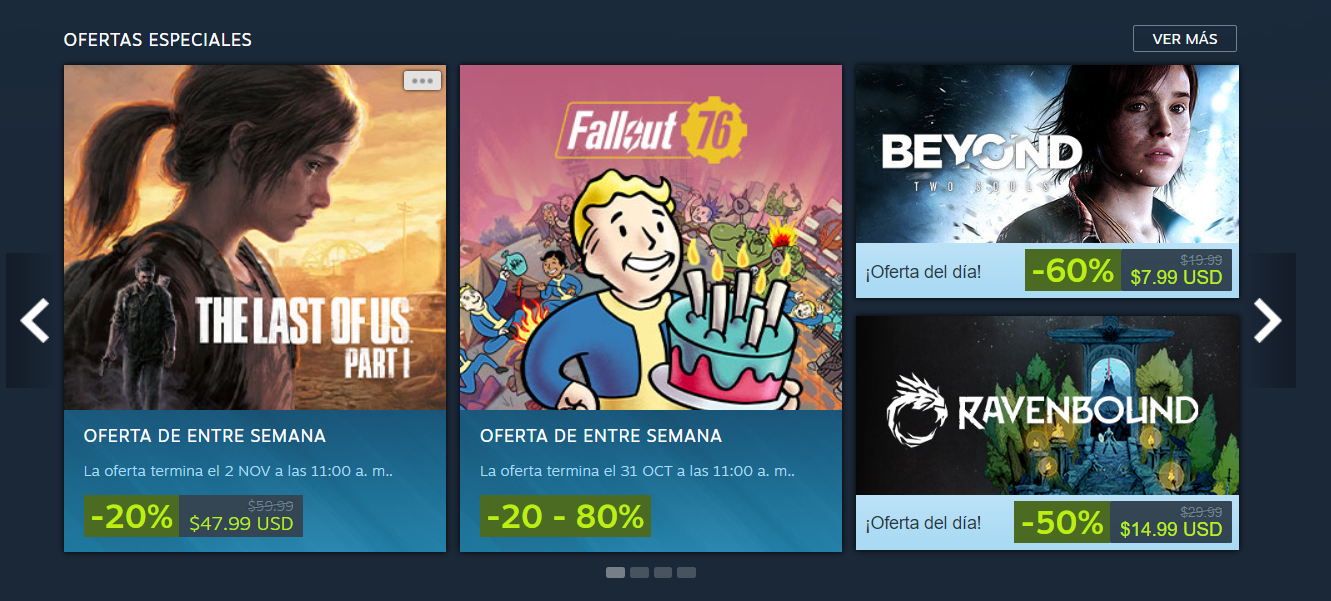 OFERTAS ESPECIALES
VER MÁS
THE LAST OF US
PART I
OFERTA DE ENTRE SEMANA
La oferta termina el 2 NOV a las 11:00 a. m..
-20%
$59.99
$47.99 USD
Fallout 76
OFERTA DE ENTRE SEMANA
La oferta termina el 31 OCT a las 11:00 a. m..
-20 - 80%
BEYOND
TWO SOULS
¡Oferta del día!
-60%
$19.99
$7.99 USD
RAVENBOUND
¡Oferta del día!
-50%
$29.99
$14.99 USD